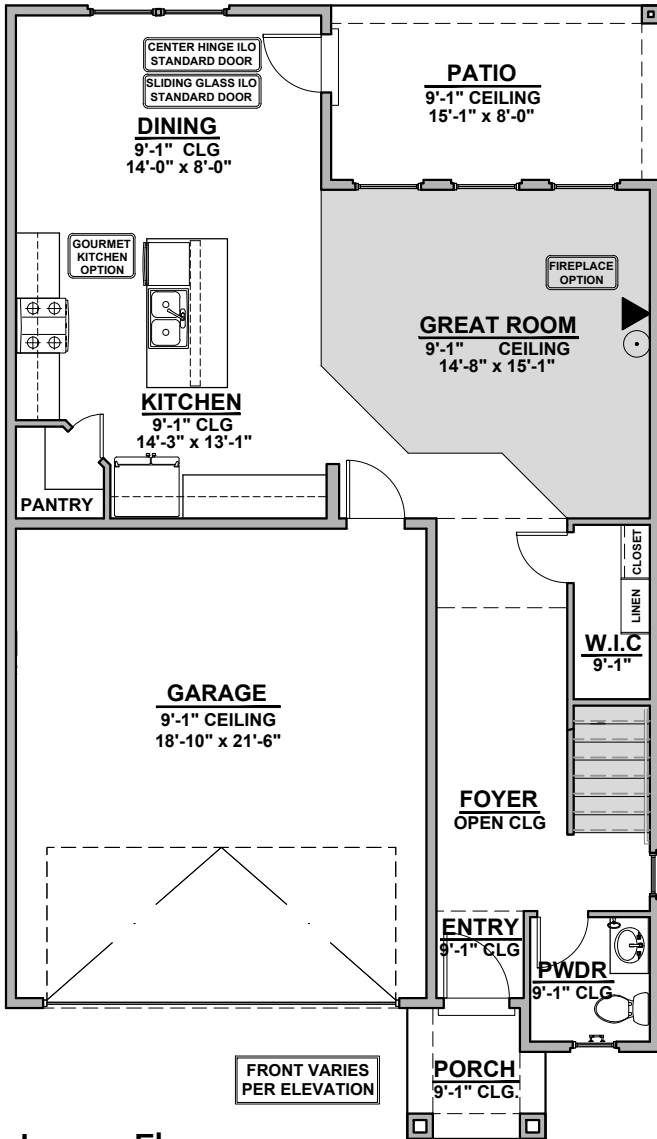 CENTER HINGE ILO
STANDARD DOOR
SLIDING GLASS ILO
STANDARD DOOR
PATIO
9'-1" CEILING
15'-1" x 8'-0"
DINING
9'-1" CLG
14'-0" x 8'-0"
GOURMET
KITCHEN
OPTION
FIREPLACE
OPTION
GREAT ROOM
9'-1" CEILING
14'-8" x 15'-1"
KITCHEN
9'-1" CLG
14'-3" x 13'-1"
PANTRY
CLOSET
LINEN
W.I.C
9'-1"
GARAGE
9'-1" CEILING
18'-10" x 21'-6"
FOYER
OPEN CLG
ENTRY
9'-1" CLG
PWDR
9'-1" CLG
PORCH
9'-1" CLG.
FRONT VARIES
PER ELEVATION